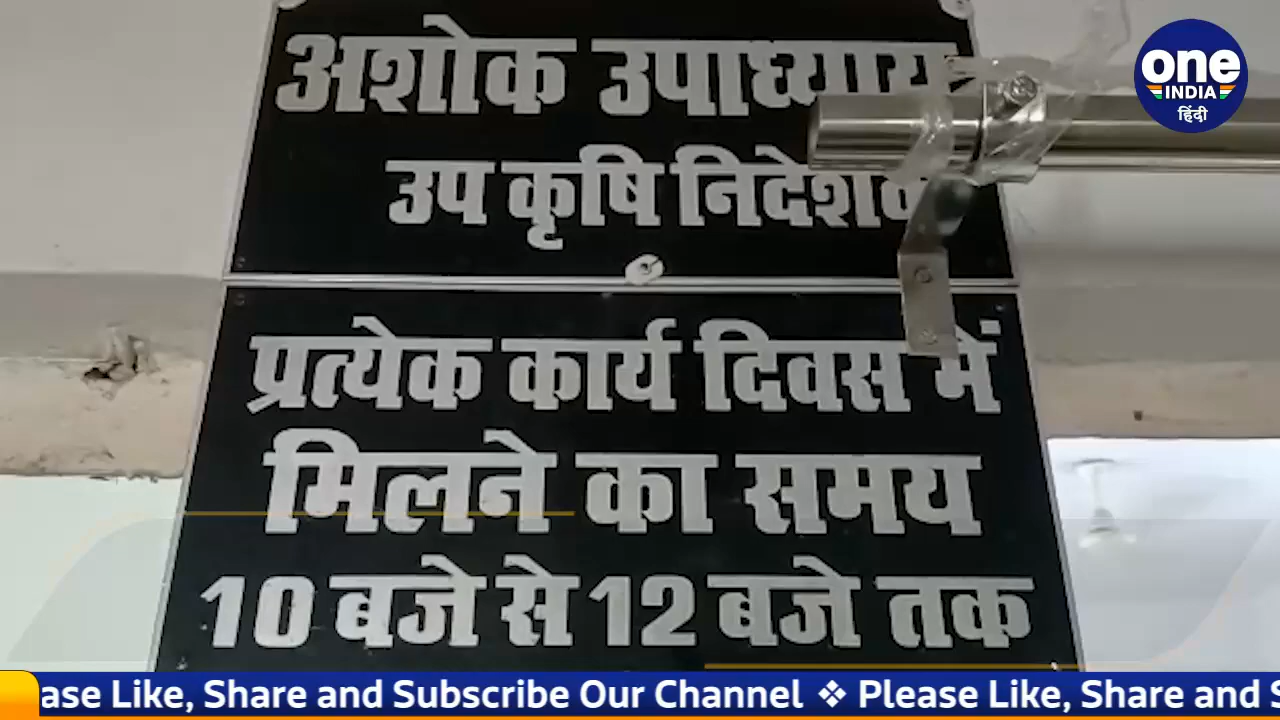 अशोक उपाध्याय
उप कृषि निदेशक
प्रत्येक कार्य दिवस में
मिलने का समय
10 बजे से 12 बजे तक
one
INDIA
हिंदी
ase Like, Share and Subscribe Our Channel ❖ Please Like, Share and S